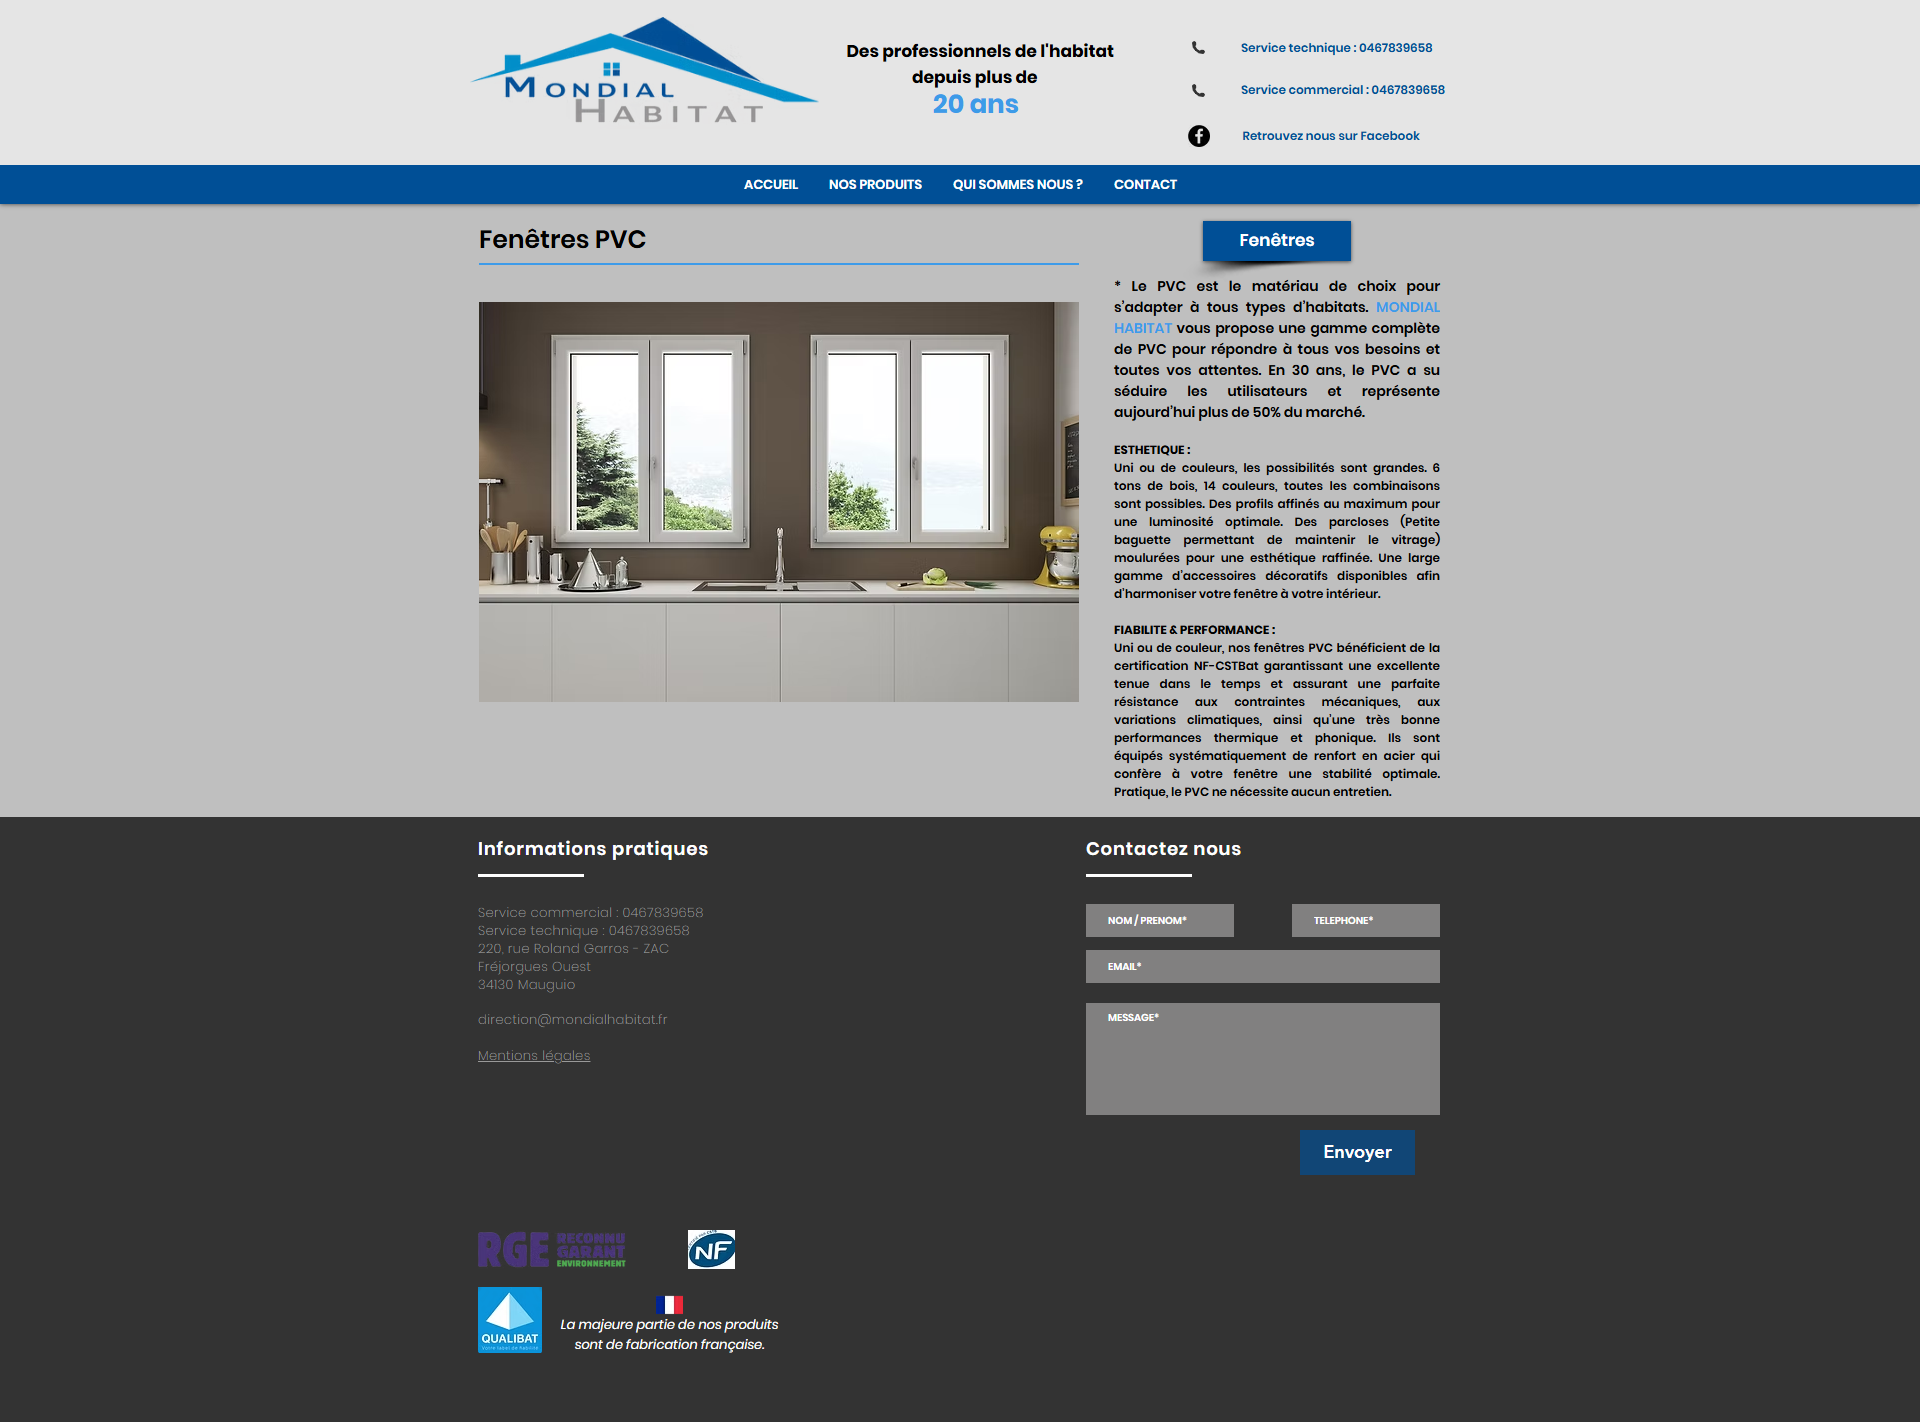 MONDIAL
HABITAT
Des professionnels de l'habitat
depuis plus de
20 ans
Service technique : 0467839658
Service commercial : 0467839658
Retrouvez nous sur Facebook
ACCUEIL NOS PRODUITS QUI SOMMES NOUS ? CONTACT
Fenêtres PVC
Fenêtres
* Le PVC est le matériau de choix pour
s'adapter à tous types d'habitats. MONDIAL
HABITAT vous propose une gamme complète
de PVC pour répondre à tous vos besoins et
toutes vos attentes. En 30 ans, le PVC a su
séduire les utilisateurs et représente
aujourd'hui plus de 50% du marché.
ESTHETIQUE :
Uni ou de couleurs, les possibilités sont grandes. 6
tons de bois, 14 couleurs, toutes les combinaisons
sont possibles. Des profils affinés au maximum pour
une luminosité optimale. Des parcloses (Petite
baguette permettant de maintenir le vitrage)
moulurées pour une esthétique raffinée. Une large
gamme d'accessoires décoratifs disponibles afin
d'harmoniser votre fenêtre à votre intérieur.
FIABILITE & PERFORMANCE :
Uni ou de couleur, nos fenêtres PVC bénéficient de la
certification NF-CSTBat garantissant une excellente
tenue dans le temps et assurant une parfaite
résistance aux contraintes mécaniques, aux
variations climatiques, ainsi qu'une très bonne
performances thermique et phonique. Ils sont
équipés systématiquement de renfort en acier qui
confère à votre fenêtre une stabilité optimale.
Pratique, le PVC ne nécessite aucun entretien.
Informations pratiques
Service commercial : 0467839658
Service technique : 0467839658
220, rue Roland Garros - ZAC
Fréjorgues Ouest
34130 Mauguio
direction@mondialhabitat.fr
Mentions légales
Contactez nous
NOM / PRENOM* TELEPHONE*
EMAIL*
MESSAGE*
Envoyer
RGE RECONNU
GARANT
ENVIRONNEMENT
NF
QUALIBAT
La majeure partie de nos produits
sont de fabrication française.